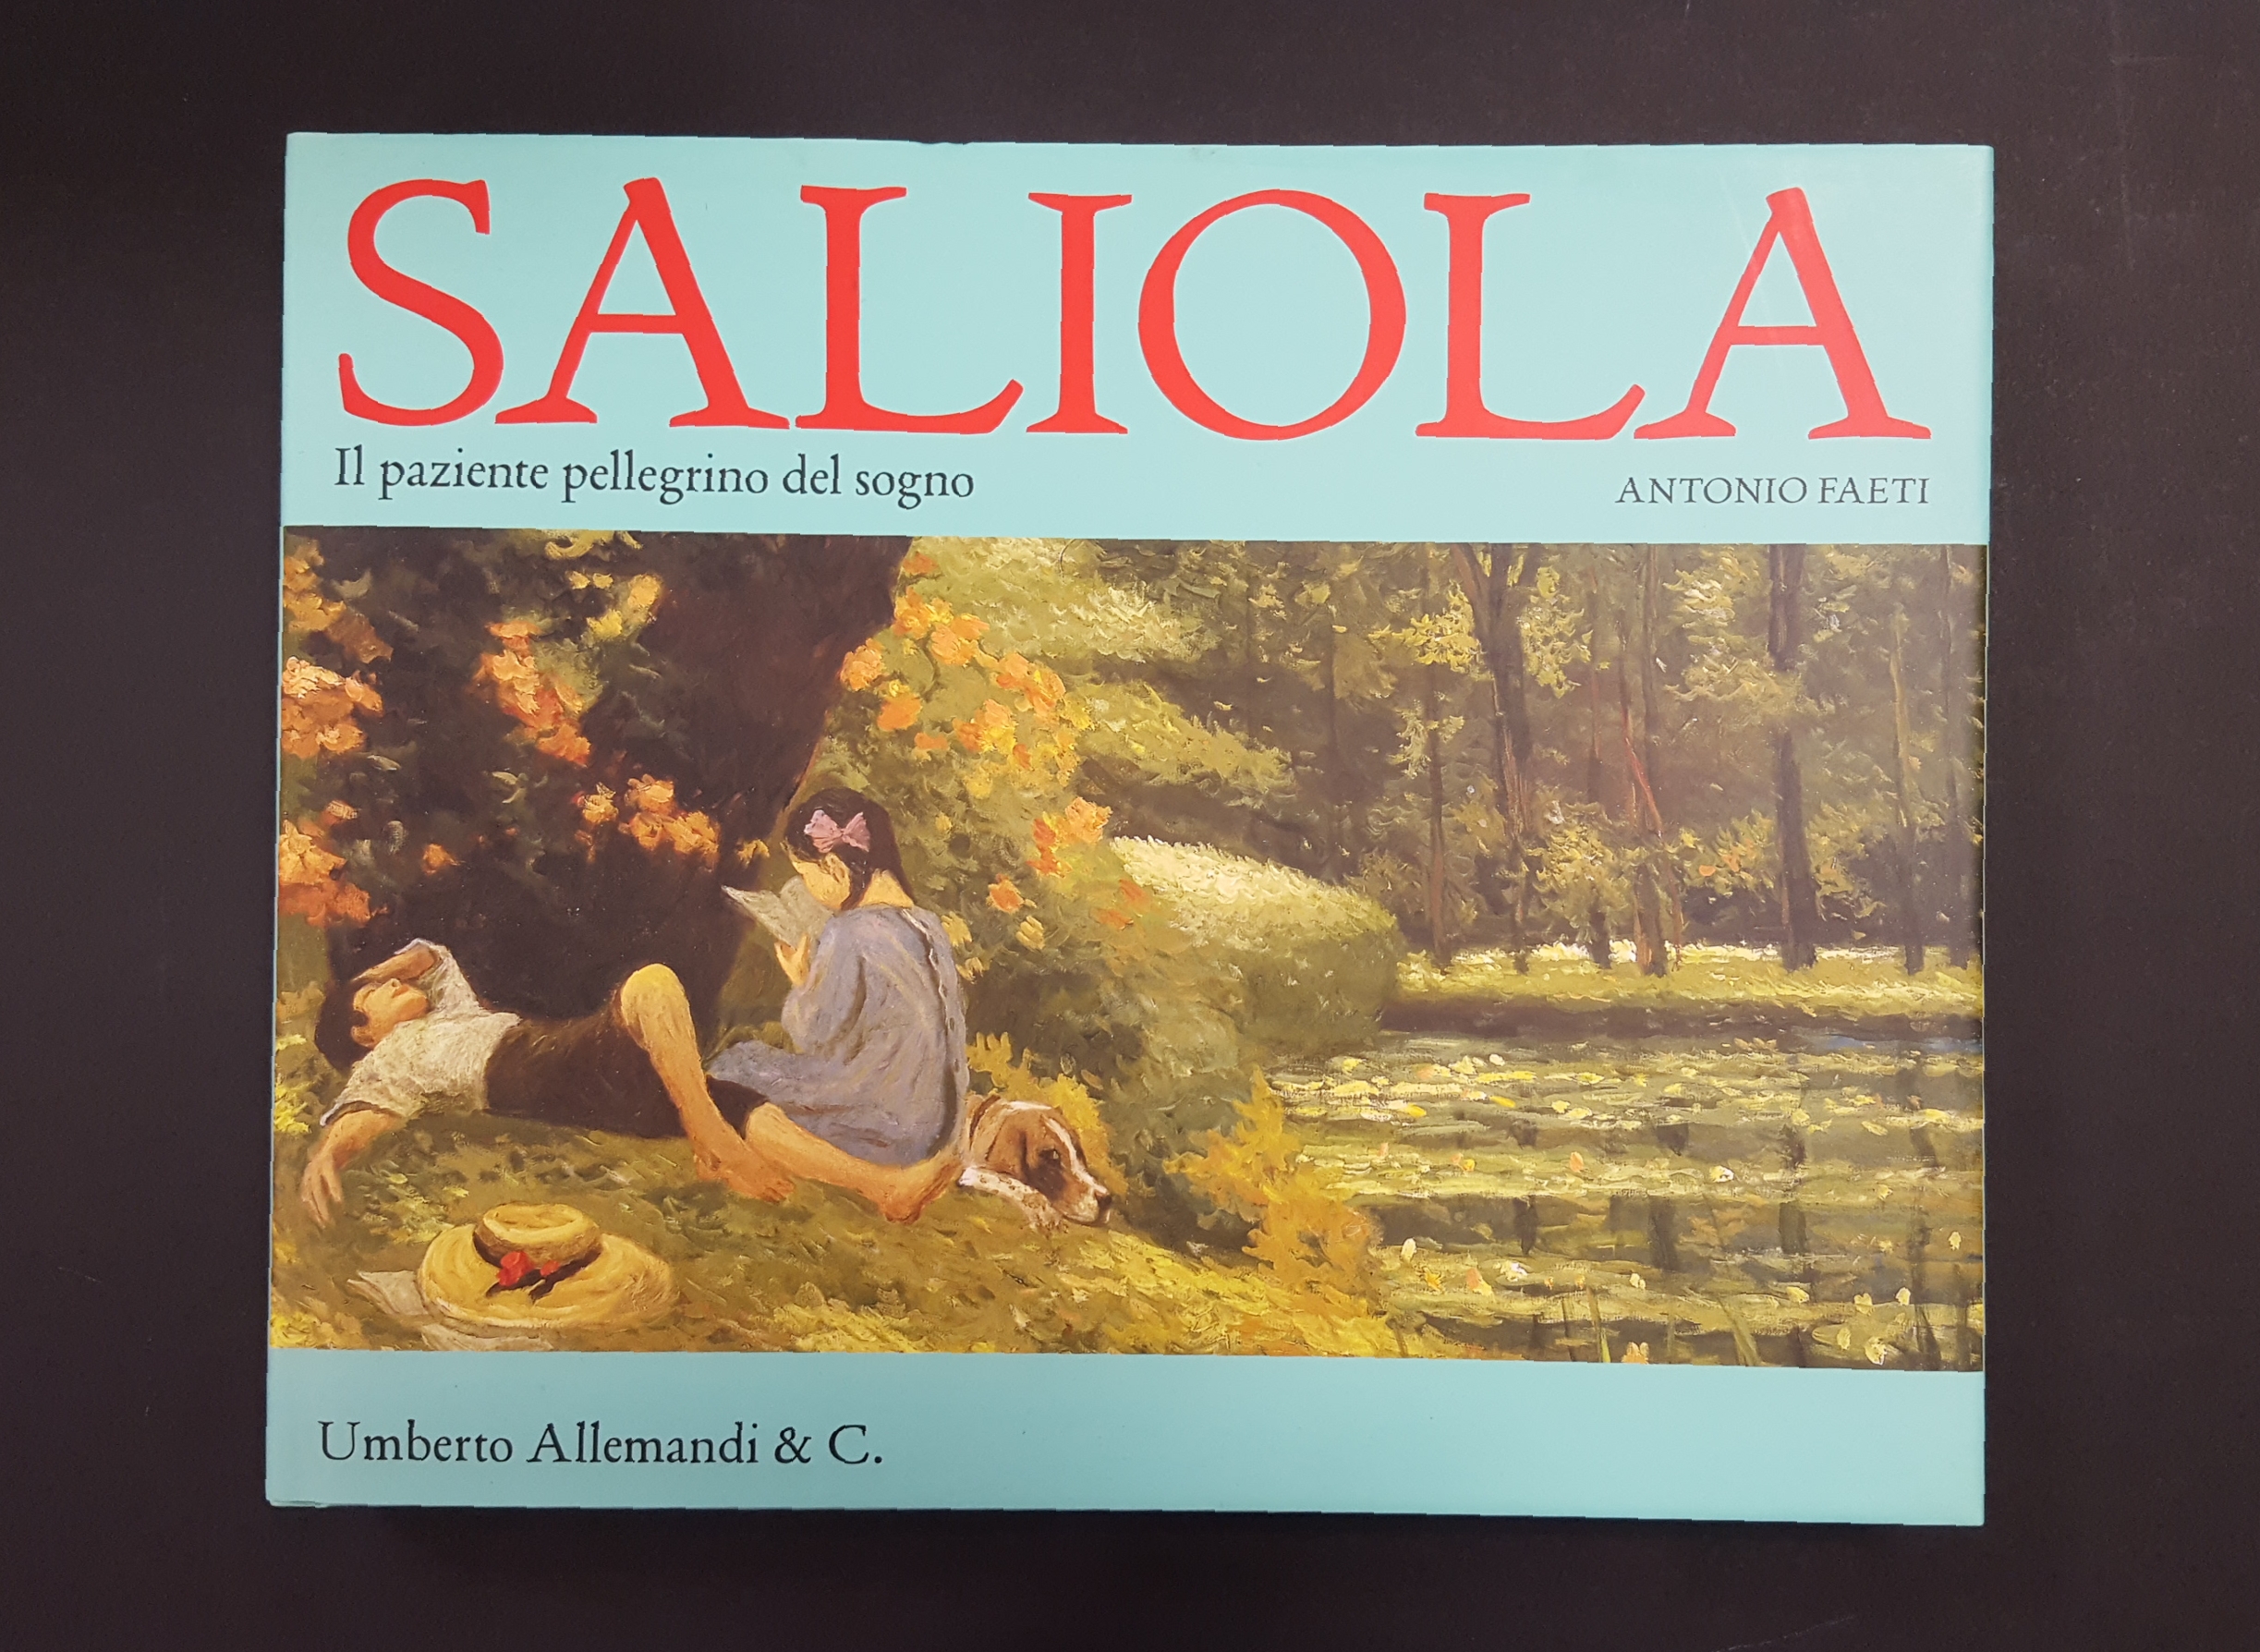 SALIOLA
Il paziente pellegrino del sogno
ANTONIO FAETI
Umberto Allemandi & C.